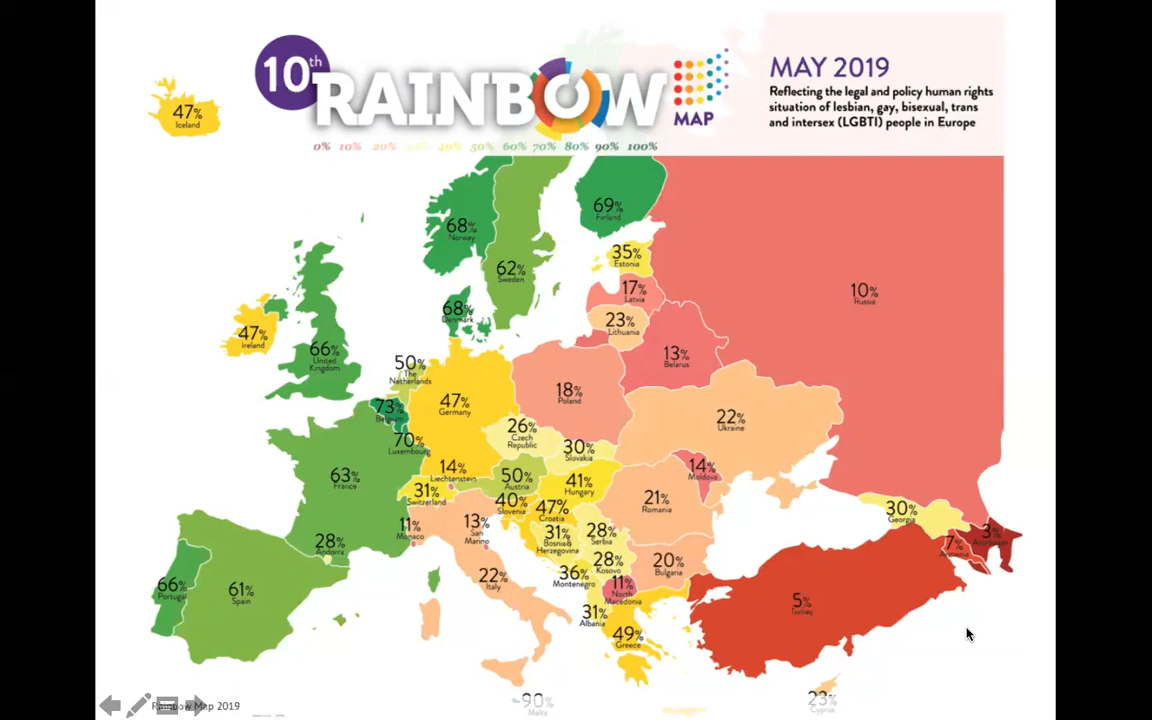 10th
RAINBOW
MAP
MAY 2019
Reflecting the legal and policy human rights
situation of lesbian, gay, bisexual, trans
and intersex (LGBTI) people in Europe
0% 10% 20% 40% 50% 60% 70% 80% 90% 100%
47%
Iceland
68%
Norway
69%
Finland
62%
Sweden
35%
Estonia
17%
Latvia
10%
Russia
68%
Denmark
23%
Lithuania
47%
Ireland
66%
United
Kingdom
13%
Belarus
50%
The
Netherlands
18%
Poland
47%
Germany
73%
Belgium
22%
Ukraine
26%
Czech
Republic
70%
Luxembourg
30%
Slovakia
14%
Liechtenstein
14%
Moldova
63%
France
50%
Austria
41%
Hungary
31%
Switzerland
40%
Slovenia
21%
Romania
47%
Croatia
30%
Georgia
11%
Monaco
13%
San
Marino
31%
Bosnia&
Herzegovina
28%
Serbia
3%
Azerbaijan
7%
Armenia
28%
Andorra
28%
Kosovo
20%
Bulgaria
36%
Montenegro
22%
Italy
11%
North
Macedonia
66%
Portugal
61%
Spain
5%
Turkey
31%
Albania
49%
Greece
90%
Malta
23%
Cyprus
Rainbow Map 2019